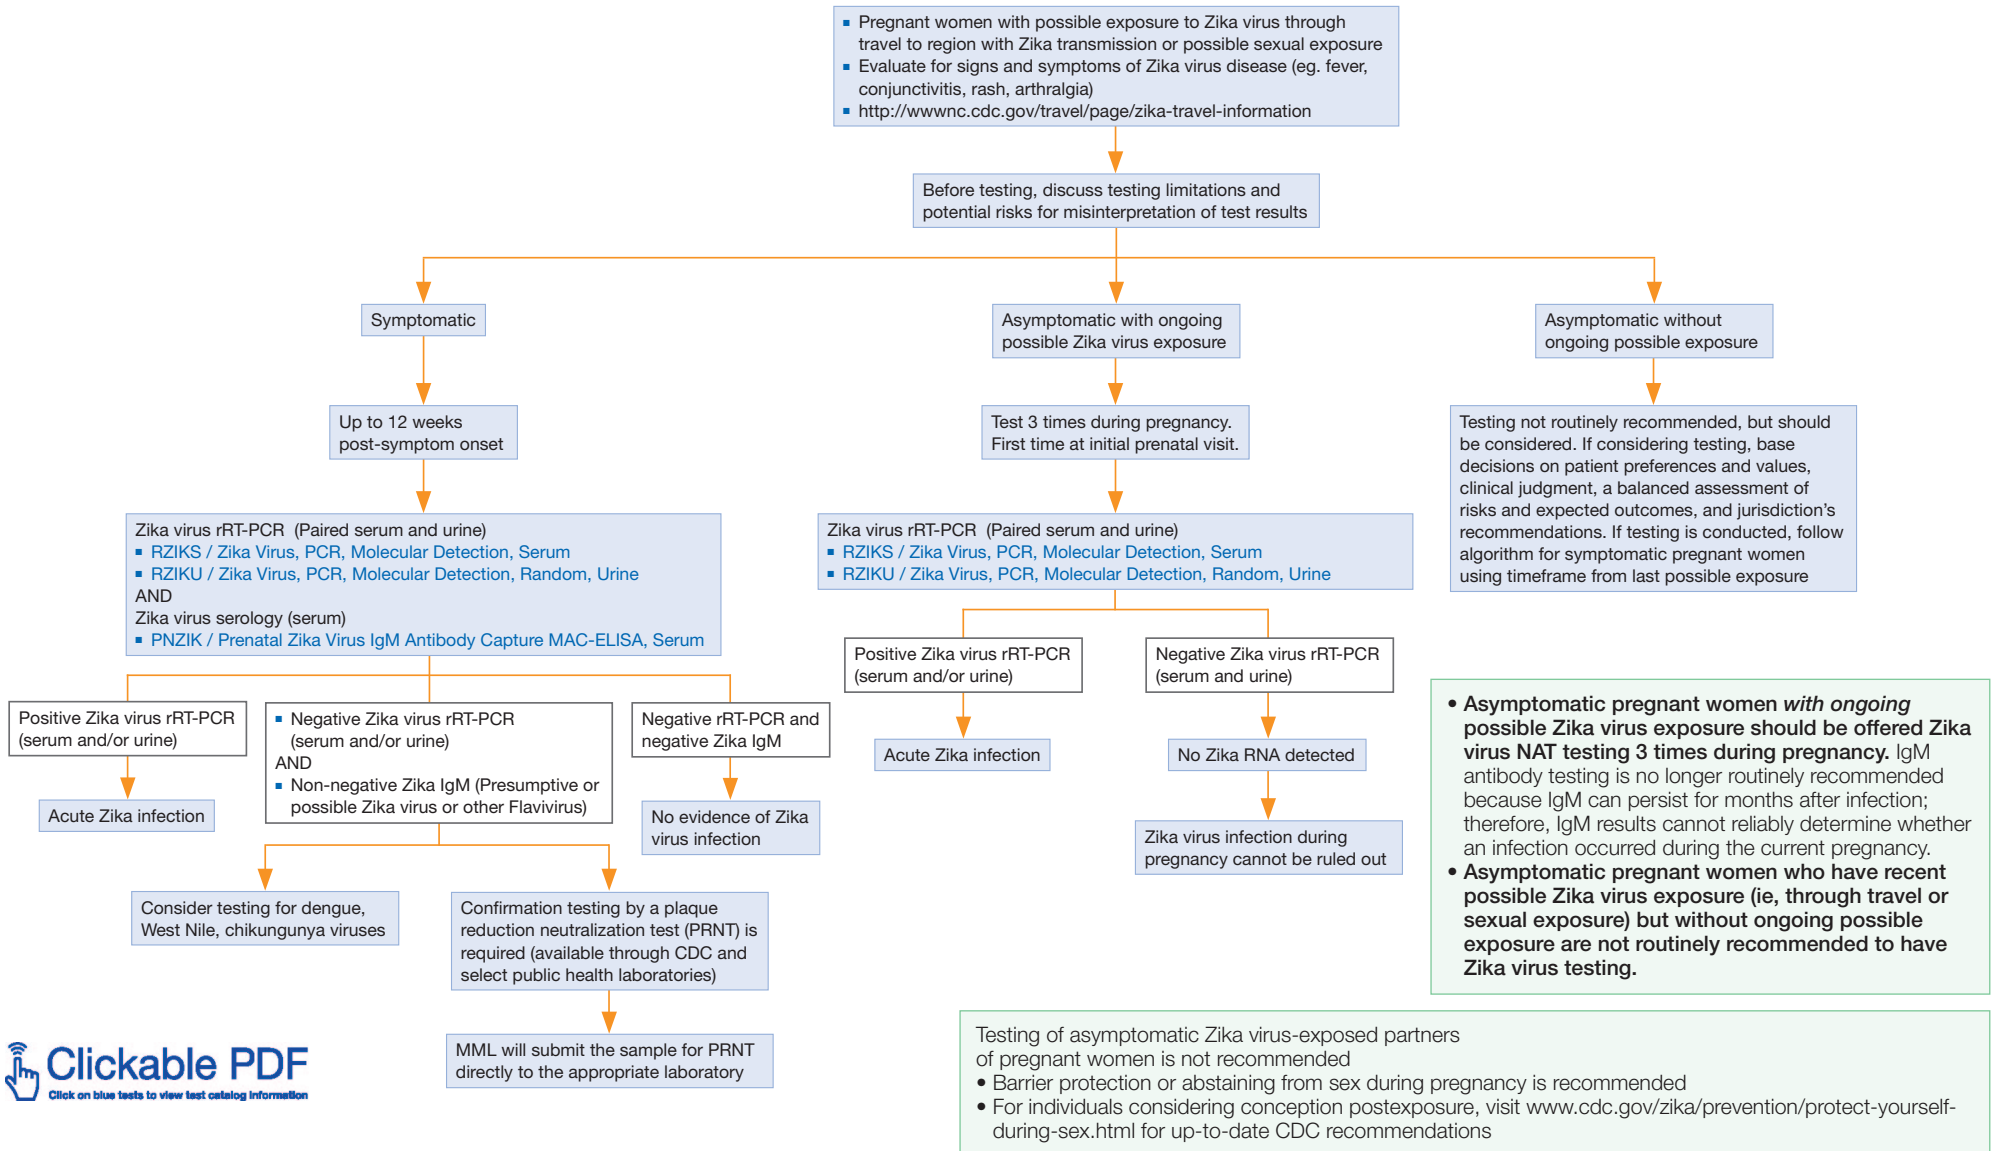 ▪ Pregnant women with possible exposure to Zika virus through
travel to region with Zika transmission or possible sexual exposure
▪ Evaluate for signs and symptoms of Zika virus disease (eg. fever,
conjunctivitis, rash, arthralgia)
▪ http://wwwnc.cdc.gov/travel/page/zika-travel-information
Before testing, discuss testing limitations and
potential risks for misinterpretation of test results
Symptomatic
Asymptomatic with ongoing
possible Zika virus exposure
Asymptomatic without
ongoing possible exposure
Up to 12 weeks
post-symptom onset
Test 3 times during pregnancy.
First time at initial prenatal visit.
Testing not routinely recommended, but should
be considered. If considering testing, base
decisions on patient preferences and values,
clinical judgment, a balanced assessment of
risks and expected outcomes, and jurisdiction's
recommendations. If testing is conducted, follow
algorithm for symptomatic pregnant women
using timeframe from last possible exposure
Zika virus rRT-PCR (Paired serum and urine)
▪ RZIKS / Zika Virus, PCR, Molecular Detection, Serum
▪ RZIKU / Zika Virus, PCR, Molecular Detection, Random, Urine
AND
Zika virus serology (serum)
▪ PNZIK / Prenatal Zika Virus IgM Antibody Capture MAC-ELISA, Serum
Zika virus rRT-PCR (Paired serum and urine)
▪ RZIKS / Zika Virus, PCR, Molecular Detection, Serum
▪ RZIKU / Zika Virus, PCR, Molecular Detection, Random, Urine
Positive Zika virus rRT-PCR
(serum and/or urine)
▪ Negative Zika virus rRT-PCR
(serum and/or urine)
AND
▪ Non-negative Zika IgM (Presumptive or
possible Zika virus or other Flavivirus)
Negative rRT-PCR and
negative Zika IgM
Positive Zika virus rRT-PCR
(serum and/or urine)
Negative Zika virus rRT-PCR
(serum and urine)
Acute Zika infection
No evidence of Zika
virus infection
Acute Zika infection
No Zika RNA detected
Zika virus infection during
pregnancy cannot be ruled out
Consider testing for dengue,
West Nile, chikungunya viruses
Confirmation testing by a plaque
reduction neutralization test (PRNT) is
required (available through CDC and
select public health laboratories)
MML will submit the sample for PRNT
directly to the appropriate laboratory
• Asymptomatic pregnant women with ongoing
possible Zika virus exposure should be offered Zika
virus NAT testing 3 times during pregnancy. IgM
antibody testing is no longer routinely recommended
because IgM can persist for months after infection;
therefore, IgM results cannot reliably determine whether
an infection occurred during the current pregnancy.
• Asymptomatic pregnant women who have recent
possible Zika virus exposure (ie, through travel or
sexual exposure) but without ongoing possible
exposure are not routinely recommended to have
Zika virus testing.
Testing of asymptomatic Zika virus-exposed partners
of pregnant women is not recommended
• Barrier protection or abstaining from sex during pregnancy is recommended
• For individuals considering conception postexposure, visit www.cdc.gov/zika/prevention/protect-yourself-
during-sex.html for up-to-date CDC recommendations
Clickable PDF
Click on blue tests to view test catalog information